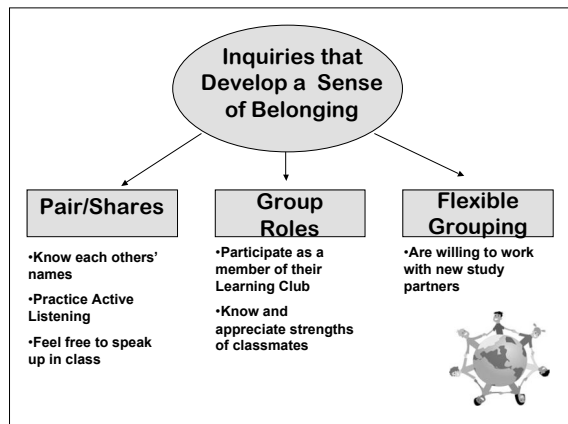 Inquiries that
Develop a Sense
of Belonging
Pair/Shares
•Know each others'
names
•Practice Active
Listening
•Feel free to speak
up in class
Group
Roles
•Participate as a
member of their
Learning Club
•Know and
appreciate strengths
of classmates
Flexible
Grouping
•Are willing to work
with new study
partners